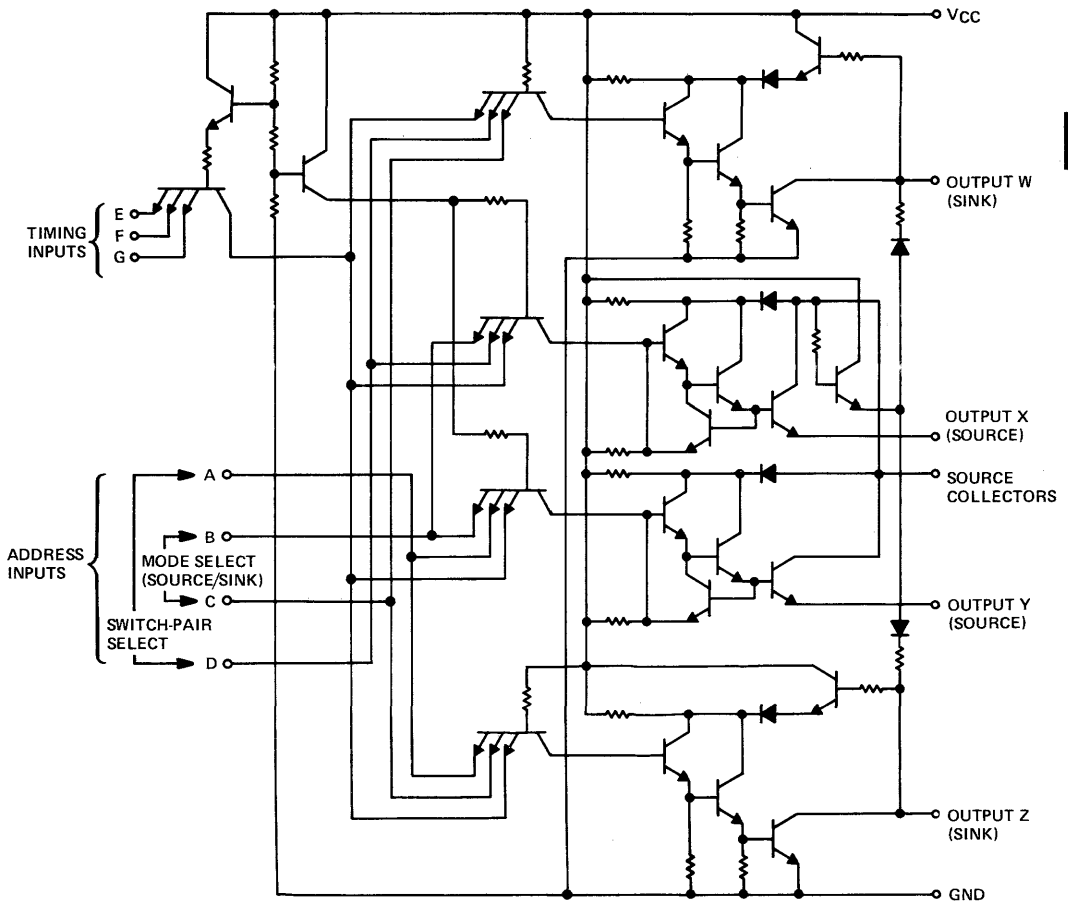 VCC
OUTPUT W
(SINK)
E
F
G
TIMING
INPUTS
OUTPUT X
(SOURCE)
SOURCE
COLLECTORS
A
B
MODE SELECT
(SOURCE/SINK)
C
ADDRESS
INPUTS
SWITCH-PAIR
SELECT
D
OUTPUT Y
(SOURCE)
OUTPUT Z
(SINK)
GND